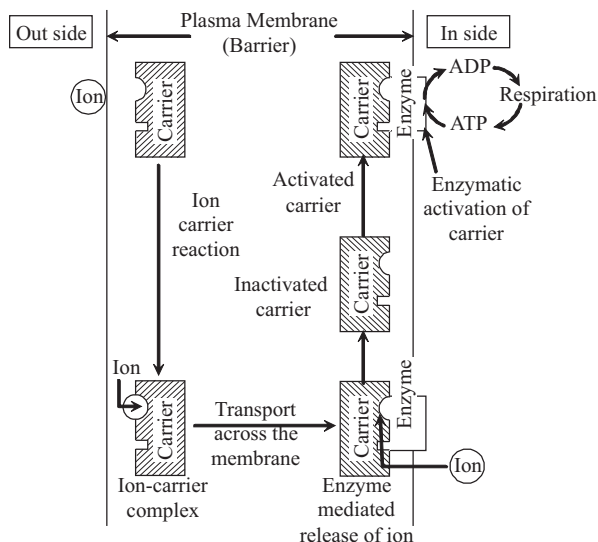 Out side
Plasma Membrane
(Barrier)
In side
Ion
Carrier
Carrier
Enzyme
ADP
Respiration
ATP
Ion
carrier
reaction
Activated
carrier
Enzymatic
activation of
carrier
Inactivated
carrier
Carrier
Ion
Carrier
Transport
across the
membrane
Carrier
Enzyme
Ion
Ion-carrier
complex
Enzyme
mediated
release of ion